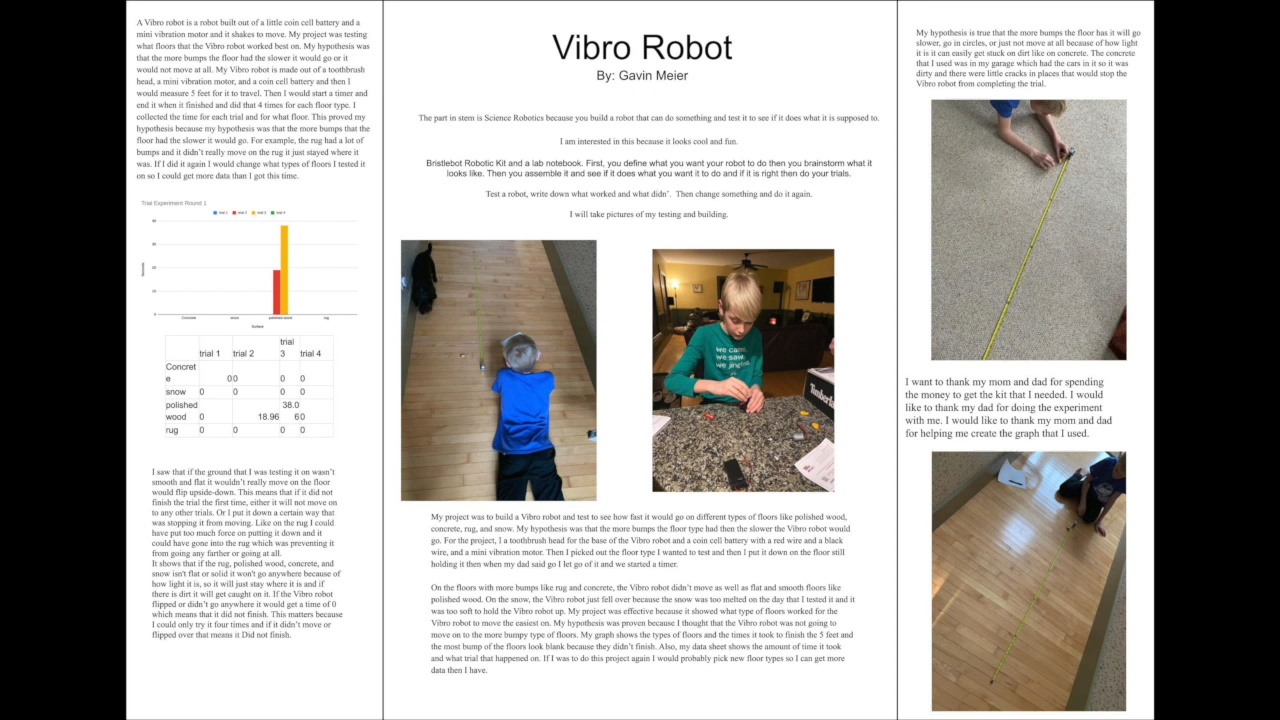 A Vibro robot is a robot built out of a little coin cell battery and a
mini vibration motor and it shakes to move. My project was testing
what floors that the Vibro robot worked best on. My hypothesis was
that the more bumps the floor had the slower it would go or it
would not move at all. My Vibro robot is made out of a toothbrush
head, a mini vibration motor, and a coin cell battery and then I
would measure 5 feet for it to travel. Then I would start a timer and
end it when it finished and did that 4 times for each floor type. I
collected the time for each trial and for what floor. This proved my
hypothesis because my hypothesis was that the more bumps that the
floor had the slower it would go. For example, the rug had a lot of
bumps and it didn't really move on the rug it just stayed where it
was. If I did it again I would change what types of floors I tested it
on so I could get more data than I got this time.
Trial Experiment Round 1
trial 1 trial 2 trial 3 trial 4
40
30
20
10
0
Seconds
Concrete snow polished wood rug
Surface
trial
trial 1 trial 2 3 trial 4
Concret
e 0 0 0 0
snow 0 0 0 0
polished 38.0
wood 0 18.96 6 0
rug 0 0 0 0
I saw that if the ground that I was testing it on wasn't
smooth and flat it wouldn't really move on the floor
would flip upside-down. This means that if it did not
finish the trial the first time, either it will not move on
to any other trials. Or I put it down a certain way that
was stopping it from moving. Like on the rug I could
have put too much force on putting it down and it
could have gone into the rug which was preventing it
from going any farther or going at all.
It shows that if the rug, polished wood, concrete, and
snow isn't flat or solid it won't go anywhere because of
how light it is, so it will just stay where it is and if
there is dirt it will get caught on it. If the Vibro robot
flipped or didn't go anywhere it would get a time of 0
which means that it did not finish. This matters because
I could only try it four times and if it didn't move or
flipped over that means it Did not finish.
Vibro Robot
By: Gavin Meier
The part in stem is Science Robotics because you build a robot that can do something and test it to see if it does what it is supposed to.
I am interested in this because it looks cool and fun.
Bristlebot Robotic Kit and a lab notebook. First, you define what you want your robot to do then you brainstorm what it
looks like. Then you assemble it and see if it does what you want it to do and if it is right then do your trials.
Test a robot, write down what worked and what didn'. Then change something and do it again.
I will take pictures of my testing and building.
we came
we saw
we jingled
Timberland
My project was to build a Vibro robot and test to see how fast it would go on different types of floors like polished wood,
concrete, rug, and snow. My hypothesis was that the more bumps the floor type had then the slower the Vibro robot would
go. For the project, I a toothbrush head for the base of the Vibro robot and a coin cell battery with a red wire and a black
wire, and a mini vibration motor. Then I picked out the floor type I wanted to test and then I put it down on the floor still
holding it then when my dad said go I let go of it and we started a timer.
On the floors with more bumps like rug and concrete, the Vibro robot didn't move as well as flat and smooth floors like
polished wood. On the snow, the Vibro robot just fell over because the snow was too melted on the day that I tested it and it
was too soft to hold the Vibro robot up. My project was effective because it showed what type of floors worked for the
Vibro robot to move the easiest on. My hypothesis was proven because I thought that the Vibro robot was not going to
move on to the more bumpy type of floors. My graph shows the types of floors and the times it took to finish the 5 feet and
the most bump of the floors look blank because they didn't finish. Also, my data sheet shows the amount of time it took
and what trial that happened on. If I was to do this project again I would probably pick new floor types so I can get more
data then I have.
My hypothesis is true that the more bumps the floor has it will go
slower, go in circles, or just not move at all because of how light
it is it can easily get stuck on dirt like on concrete. The concrete
that I used was in my garage which had the cars in it so it was
dirty and there were little cracks in places that would stop the
Vibro robot from completing the trial.
I want to thank my mom and dad for spending
the money to get the kit that I needed. I would
like to thank my dad for doing the experiment
with me. I would like to thank my mom and dad
for helping me create the graph that I used.